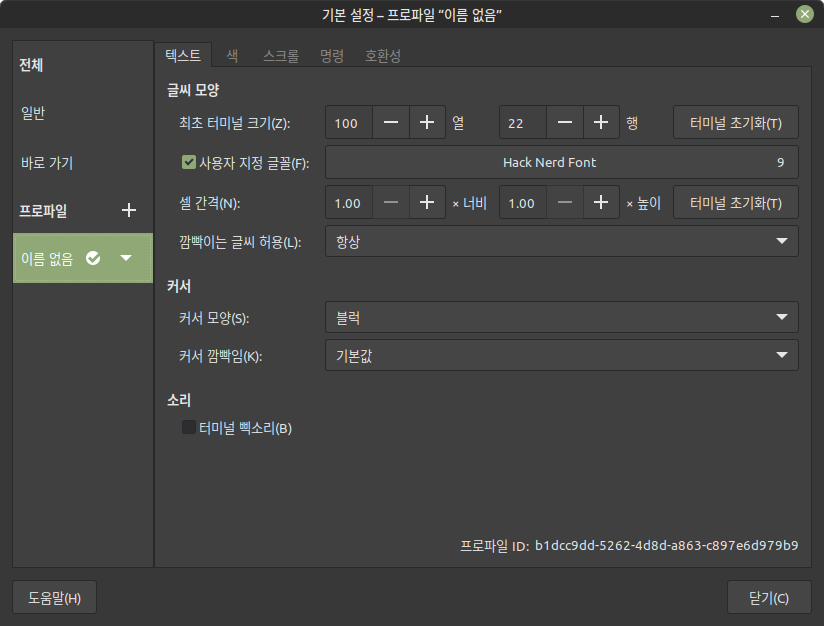 기본 설정 – 프로파일 “이름 없음”
전체
일반
바로 가기
프로파일
이름 없음
텍스트 색 스크롤 명령 호환성
글씨 모양
최초 터미널 크기(Z): 100 열 22 행 터미널 초기화(T)
사용자 지정 글꼴(F): Hack Nerd Font 9
셀 간격(N): 1.00 × 너비 1.00 × 높이 터미널 초기화(T)
깜빡이는 글씨 허용(L): 항상
커서
커서 모양(S): 블럭
커서 깜빡임(K): 기본값
소리
터미널 삑소리(B)
프로파일 ID: b1dcc9dd-5262-4d8d-a863-c897e6d979b9
도움말(H) 닫기(C)